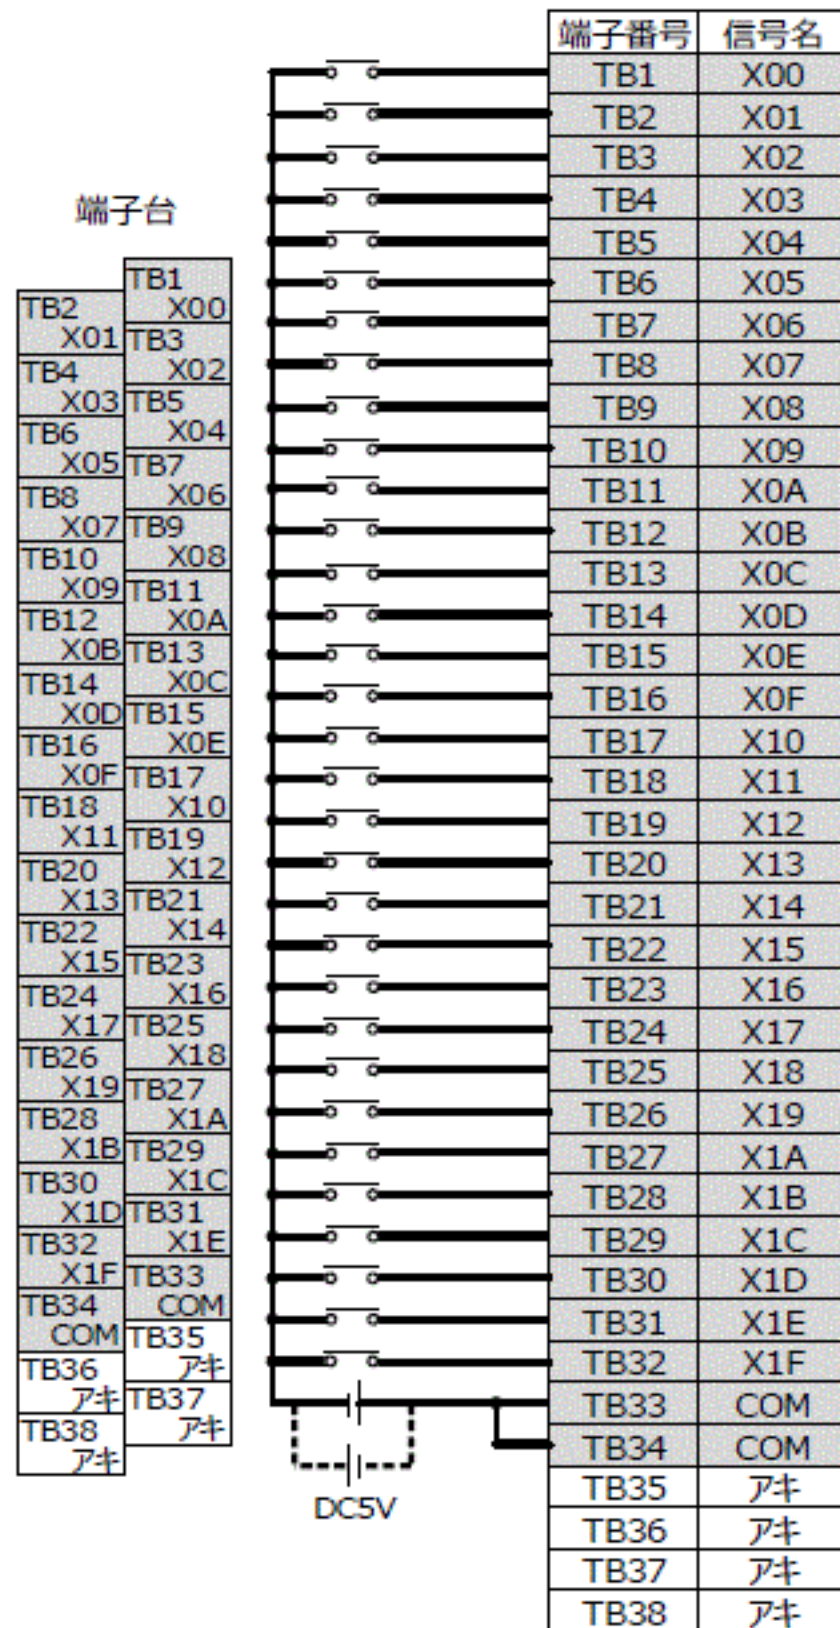 端子台
TB1
X00
TB2
X01
TB3
X02
TB4
X03
TB5
X04
TB6
X05
TB7
X06
TB8
X07
TB9
X08
TB10
X09
TB11
X0A
TB12
X0B
TB13
X0C
TB14
X0D
TB15
X0E
TB16
X0F
TB17
X10
TB18
X11
TB19
X12
TB20
X13
TB21
X14
TB22
X15
TB23
X16
TB24
X17
TB25
X18
TB26
X19
TB27
X1A
TB28
X1B
TB29
X1C
TB30
X1D
TB31
X1E
TB32
X1F
TB33
COM
TB34
COM
TB35
アキ
TB36
アキ
TB37
アキ
TB38
アキ
DC5V
端子番号 信号名
TB1 X00
TB2 X01
TB3 X02
TB4 X03
TB5 X04
TB6 X05
TB7 X06
TB8 X07
TB9 X08
TB10 X09
TB11 X0A
TB12 X0B
TB13 X0C
TB14 X0D
TB15 X0E
TB16 X0F
TB17 X10
TB18 X11
TB19 X12
TB20 X13
TB21 X14
TB22 X15
TB23 X16
TB24 X17
TB25 X18
TB26 X19
TB27 X1A
TB28 X1B
TB29 X1C
TB30 X1D
TB31 X1E
TB32 X1F
TB33 COM
TB34 COM
TB35 アキ
TB36 アキ
TB37 アキ
TB38 アキ